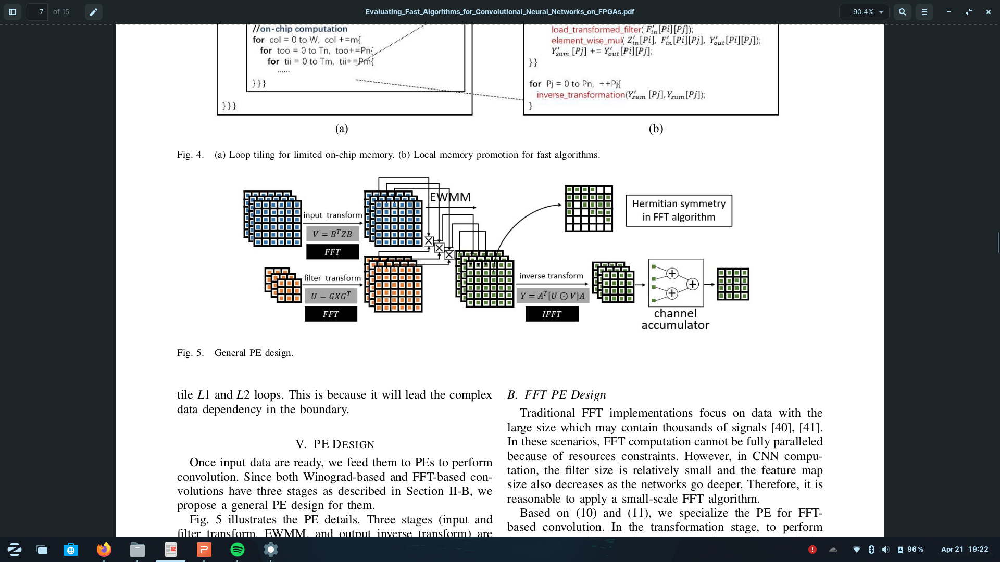 7 of 15
Evaluating_Fast_Algorithms_for_Convolutional_Neural_Networks_on_FPGAs.pdf
90.4%
//on-chip computation
for col = 0 to W, col +=m{
for too = 0 to Tn, too+=Pn{
for tii = 0 to Tm, tii+=Pm{
......
}}}
}}}
(a)
load_transformed_filter( F′in[Pi][Pj]);
element_wise_mul( Z′in[Pi], F′in[Pi][Pj], Y′out[Pi][Pj]);
Y′sum [Pj] += Y′out[Pi][Pj];
}}
for Pj = 0 to Pn, ++Pj{
inverse_transformation(Y′sum [Pj],Ysum[Pj]);
}
(b)
Fig. 4. (a) Loop tiling for limited on-chip memory. (b) Local memory promotion for fast algorithms.
input transform
V = BᵀZB
FFT
filter transform
U = GXGᵀ
FFT
EWMM
inverse transform
Y = Aᵀ[U ⊙ V]A
IFFT
Hermitian symmetry
in FFT algorithm
channel
accumulator
Fig. 5. General PE design.
tile L1 and L2 loops. This is because it will lead the complex
data dependency in the boundary.
V. PE DESIGN
Once input data are ready, we feed them to PEs to perform
convolution. Since both Winograd-based and FFT-based con-
volutions have three stages as described in Section II-B, we
propose a general PE design for them.
Fig. 5 illustrates the PE details. Three stages (input and
filter transform, EWMM, and output inverse transform) are
B. FFT PE Design
Traditional FFT implementations focus on data with the
large size which may contain thousands of signals [40], [41].
In these scenarios, FFT computation cannot be fully paralleled
because of resources constraints. However, in CNN compu-
tation, the filter size is relatively small and the feature map
size also decreases as the networks go deeper. Therefore, it is
reasonable to apply a small-scale FFT algorithm.
Based on (10) and (11), we specialize the PE for FFT-
based convolution. In the transformation stage, to perform
96 %
Apr 21 19:22